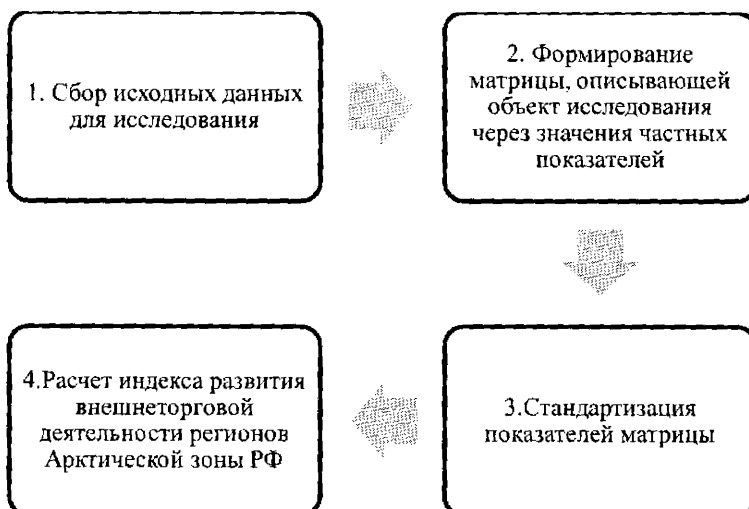 1. Сбор исходных данных
для исследования
2. Формирование
матрицы, описывающей
объект исследования
через значения частных
показателей
3.Стандартизация
показателей матрицы
4.Расчет индекса развития
внешнеторговой
деятельности регионов
Арктической зоны РФ